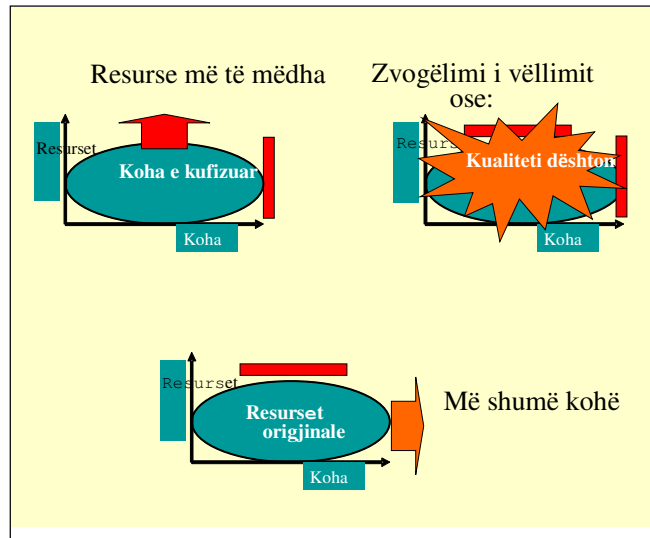 Resurse më të mëdha
Resurset
Koha e kufizuar
Koha
Zvogëlimi i vëllimit
ose:
Kualiteti dështon
Koha
Resurset
Resurset
origjinale
Koha
Më shumë kohë